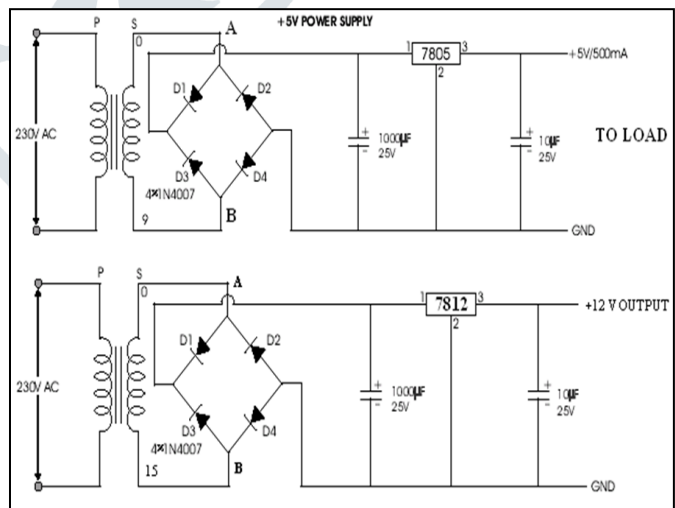 +5V POWER SUPPLY
P S
0
A
1 7805 3
2
+5V/500mA
D1 D2
230V AC
1000µF
25V
10µF
25V
TO LOAD
D3 D4
4×1N4007
9
B
GND
P S
0
A
1 7812 3
2
+12 V OUTPUT
D1 D2
230V AC
1000µF
25V
10µF
25V
D3 D4
4×1N4007
15
B
GND